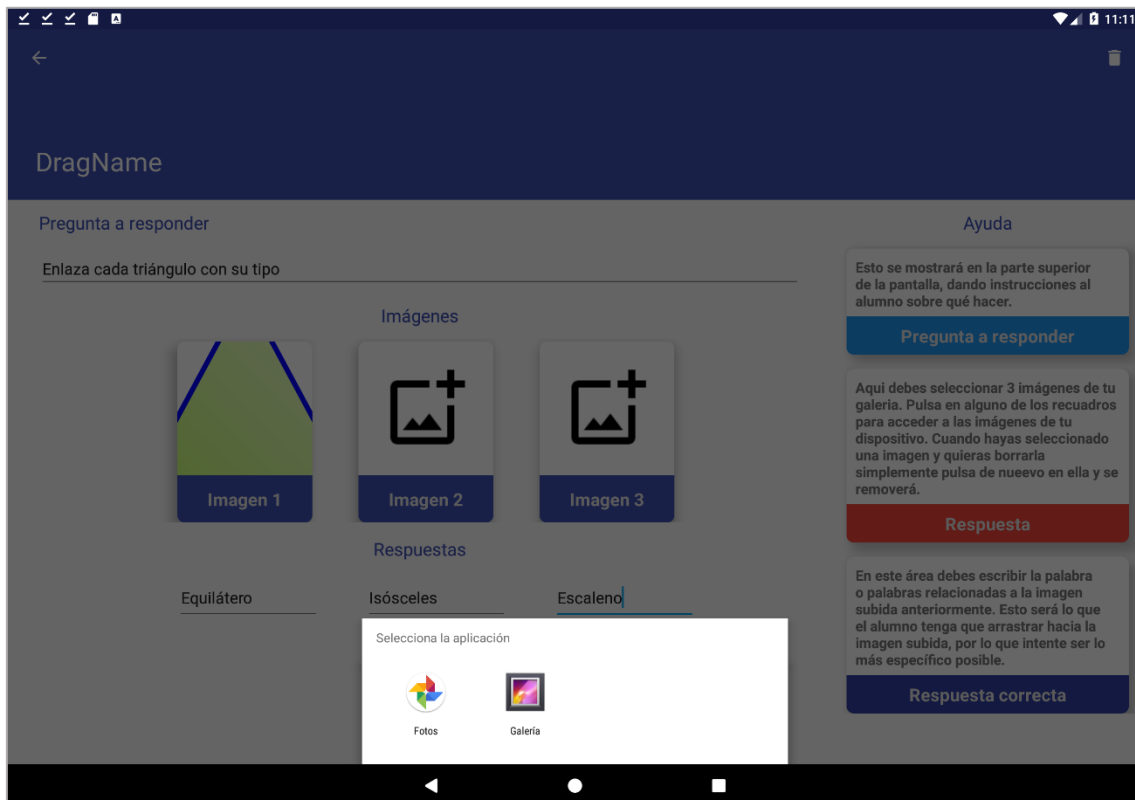 11:11
DragName
Pregunta a responder
Enlaza cada triángulo con su tipo
Imágenes
Imagen 1
Imagen 2
Imagen 3
Respuestas
Equilátero
Isósceles
Escaleno
Selecciona la aplicación
Fotos
Galería
Ayuda
Esto se mostrará en la parte superior
de la pantalla, dando instrucciones al
alumno sobre qué hacer.
Pregunta a responder
Aqui debes seleccionar 3 imágenes de tu
galeria. Pulsa en alguno de los recuadros
para acceder a las imágenes de tu
dispositivo. Cuando hayas seleccionado
una imagen y quieras borrarla
simplemente pulsa de nueevo en ella y se
removerá.
Respuesta
En este área debes escribir la palabra
o palabras relacionadas a la imagen
subida anteriormente. Esto será lo que
el alumno tenga que arrastrar hacia la
imagen subida, por lo que intente ser lo
más específico posible.
Respuesta correcta